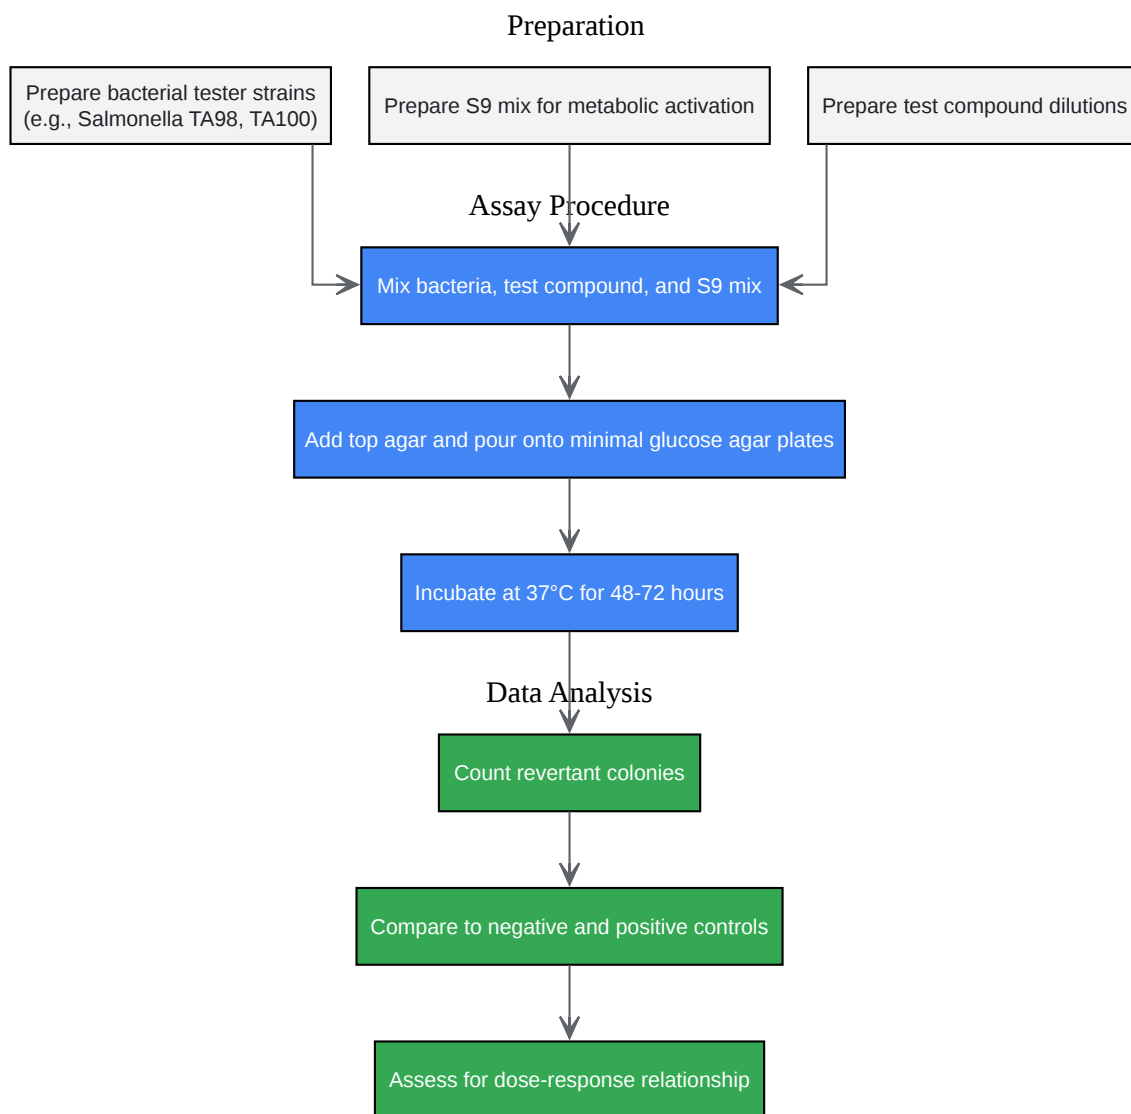 Preparation
Prepare bacterial tester strains
(e.g., Salmonella TA98, TA100)
Prepare S9 mix for metabolic activation
Prepare test compound dilutions
Assay Procedure
Mix bacteria, test compound, and S9 mix
Add top agar and pour onto minimal glucose agar plates
Incubate at 37°C for 48-72 hours
Data Analysis
Count revertant colonies
Compare to negative and positive controls
Assess for dose-response relationship